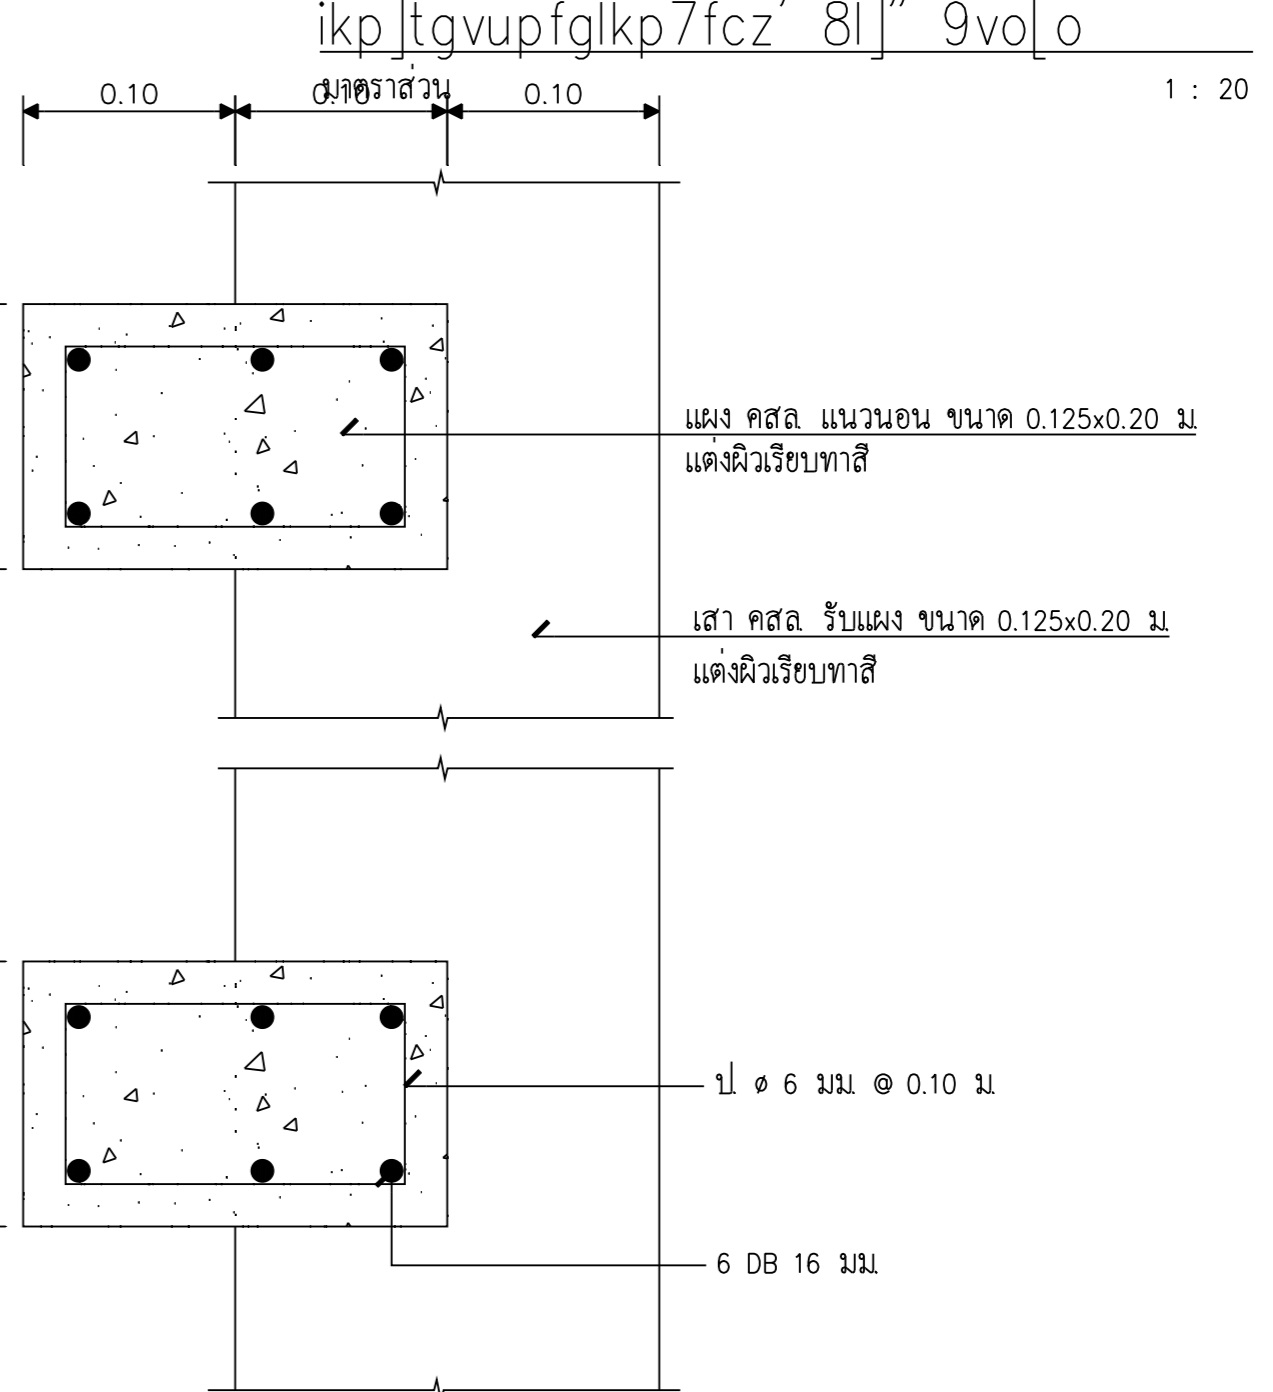 ikp]tgvupfglkp7fcz’ 8l]” 9vo[o
มาตราส่วน 1 : 20
0.10 0.10 0.10
แผง คสล. แนวนอน ขนาด 0.125x0.20 ม.
แต่งผิวเรียบทาสี
เสา คสล. รับแผง ขนาด 0.125x0.20 ม.
แต่งผิวเรียบทาสี
ป. ø 6 มม. @ 0.10 ม.
6 DB 16 มม.